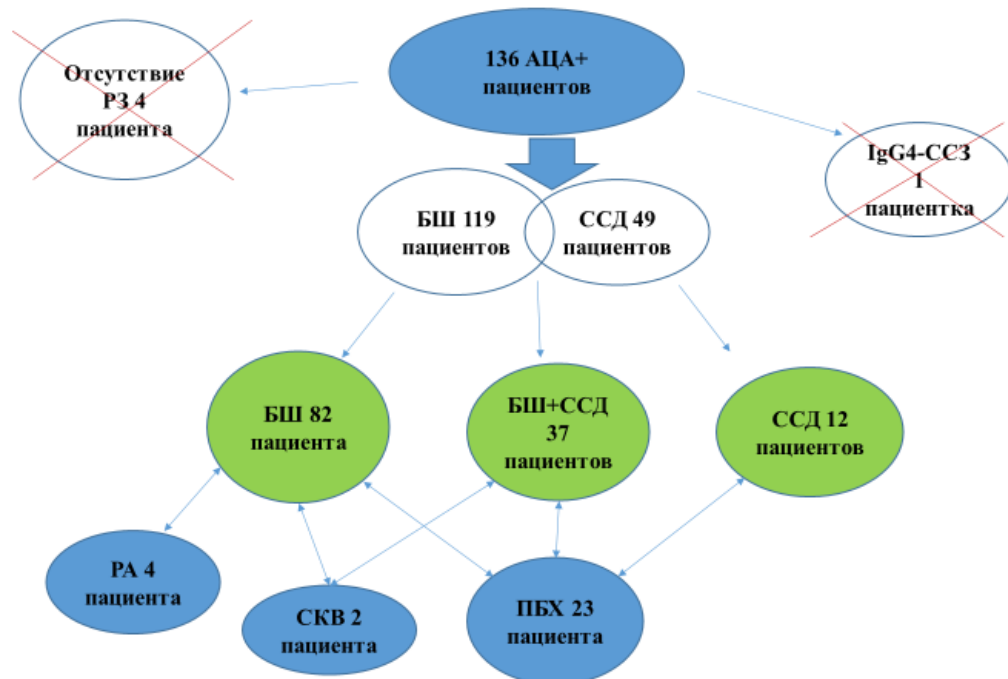 136 АЦА+
пациентов
Отсутствие
РЗ 4
пациента
IgG4-ССЗ
1
пациентка
БШ 119
пациентов
ССД 49
пациентов
БШ 82
пациента
БШ+ССД
37
пациентов
ССД 12
пациентов
РА 4
пациента
СКВ 2
пациента
ПБХ 23
пациента